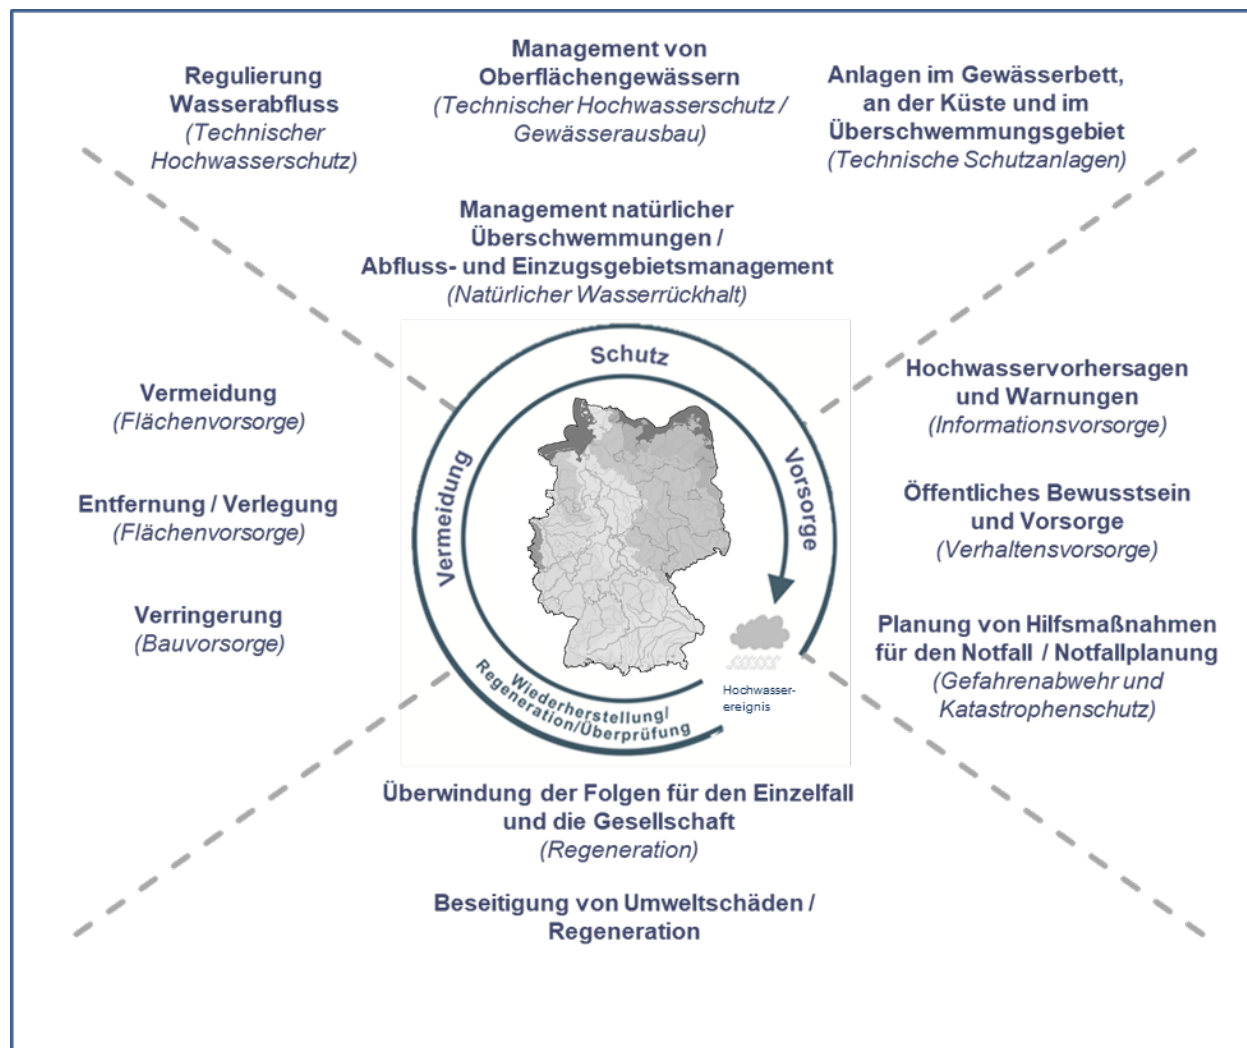 Regulierung
Wasserabfluss
(Technischer
Hochwasserschutz)
Management von
Oberflächengewässern
(Technischer Hochwasserschutz /
Gewässerausbau)
Anlagen im Gewässerbett,
an der Küste und im
Überschwemmungsgebiet
(Technische Schutzanlagen)
Management natürlicher
Überschwemmungen /
Abfluss- und Einzugsgebietsmanagement
(Natürlicher Wasserrückhalt)
Vermeidung
(Flächenvorsorge)
Entfernung / Verlegung
(Flächenvorsorge)
Verringerung
(Bauvorsorge)
Schutz
Vermeidung
Vorsorge
Wiederherstellung/
Regeneration/Überprüfung
Hochwasser-
ereignis
Hochwasservorhersagen
und Warnungen
(Informationsvorsorge)
Öffentliches Bewusstsein
und Vorsorge
(Verhaltensvorsorge)
Planung von Hilfsmaßnahmen
für den Notfall / Notfallplanung
(Gefahrenabwehr und
Katastrophenschutz)
Überwindung der Folgen für den Einzelfall
und die Gesellschaft
(Regeneration)
Beseitigung von Umweltschäden /
Regeneration